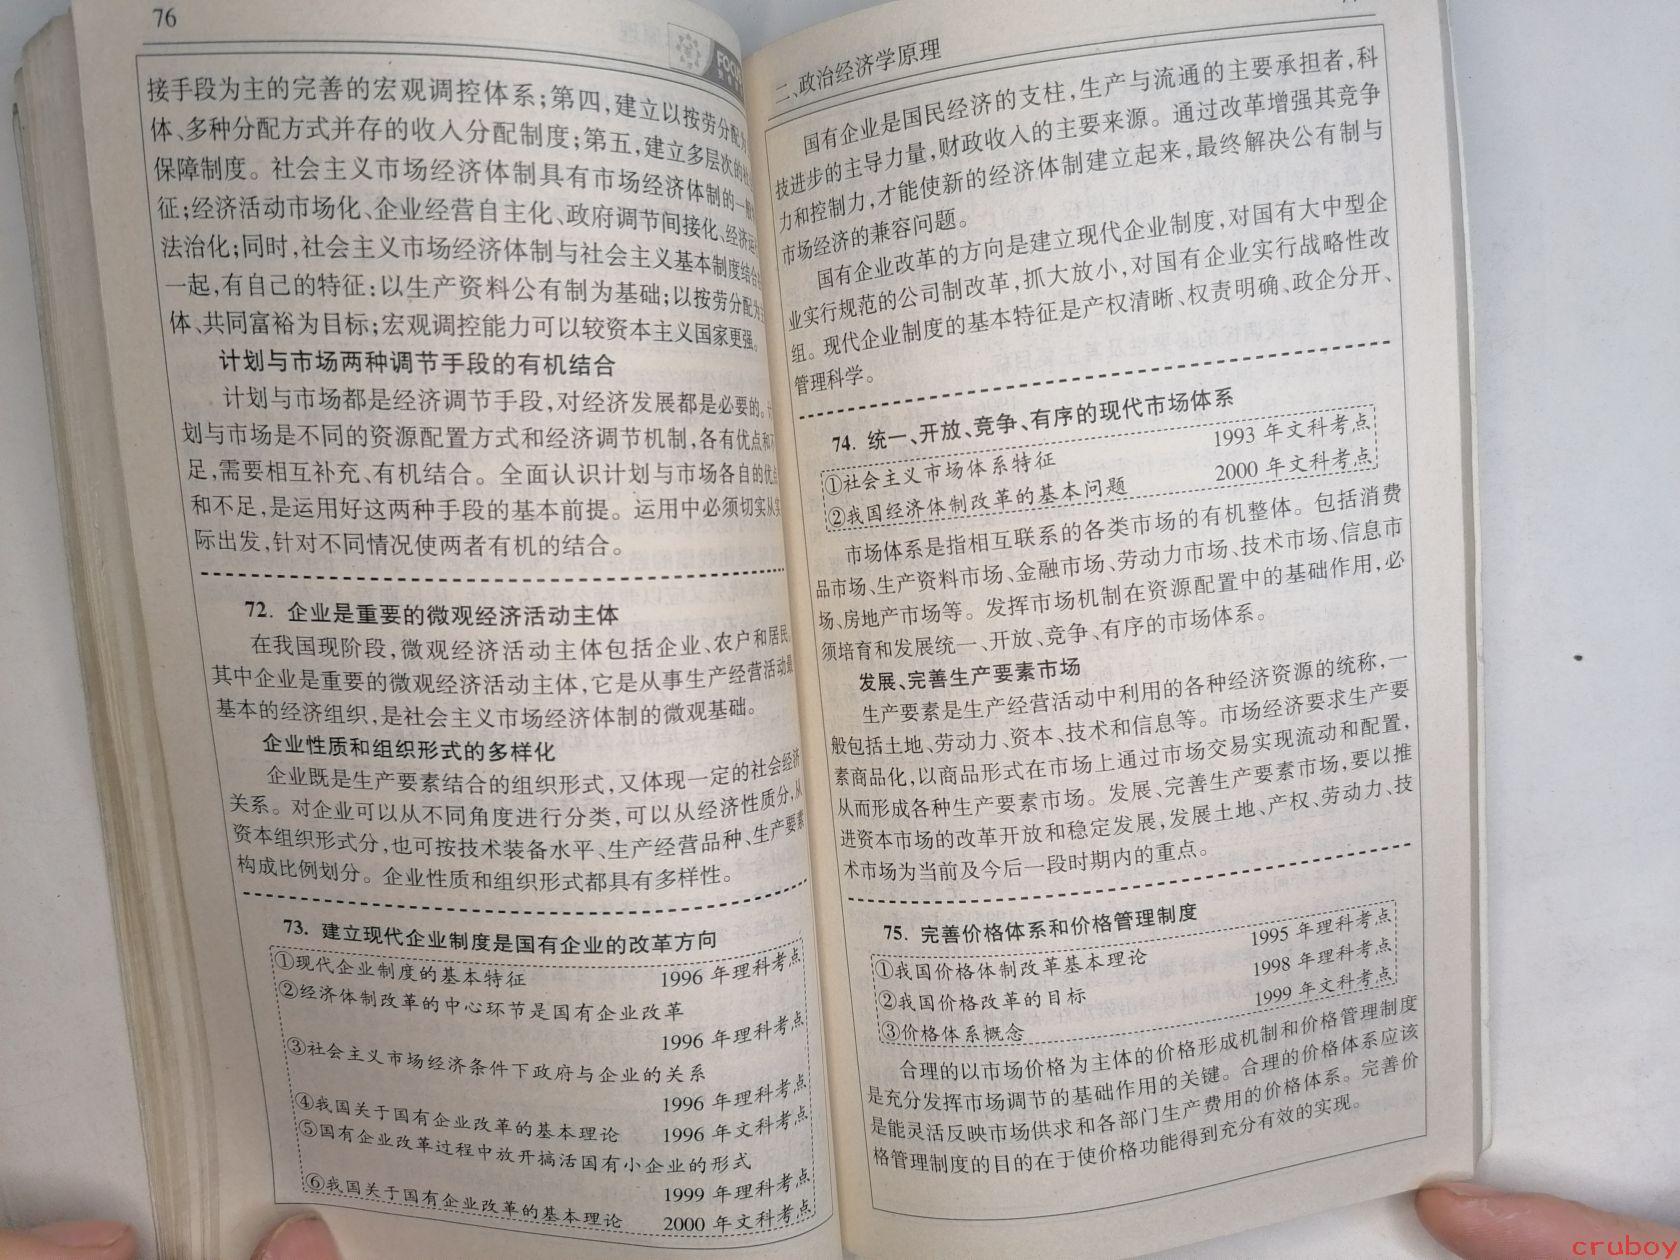 76
接手段为主的完善的宏观调控体系;第四,建立以按劳分配为
体、多种分配方式并存的收入分配制度;第五,建立多层次的社
保障制度。社会主义市场经济体制具有市场经济体制的一般
征;经济活动市场化、企业经营自主化、政府调节间接化、经济运
法治化;同时,社会主义市场经济体制与社会主义基本制度结合
一起,有自己的特征:以生产资料公有制为基础;以按劳分配为
体、共同富裕为目标;宏观调控能力可以较资本主义国家更强。
计划与市场两种调节手段的有机结合
计划与市场都是经济调节手段,对经济发展都是必要的。计
划与市场是不同的资源配置方式和经济调节机制,各有优点和不
足,需要相互补充、有机结合。全面认识计划与市场各自的优点
和不足,是运用好这两种手段的基本前提。运用中必须切实从实
际出发,针对不同情况使两者有机的结合。
72. 企业是重要的微观经济活动主体
在我国现阶段,微观经济活动主体包括企业、农户和居民。
其中企业是重要的微观经济活动主体,它是从事生产经营活动最
基本的经济组织,是社会主义市场经济体制的微观基础。
企业性质和组织形式的多样化
企业既是生产要素结合的组织形式,又体现一定的社会经济
关系。对企业可以从不同角度进行分类,可以从经济性质分,从
资本组织形式分,也可按技术装备水平、生产经营品种、生产要素
构成比例划分。企业性质和组织形式都具有多样性。
73. 建立现代企业制度是国有企业的改革方向
①现代企业制度的基本特征 1996 年理科考点
②经济体制改革的中心环节是国有企业改革
1996 年理科考点
③社会主义市场经济条件下政府与企业的关系
1996 年理科考点
④我国关于国有企业改革的基本理论 1996 年文科考点
⑤国有企业改革过程中放开搞活国有小企业的形式
1999 年理科考点
⑥我国关于国有企业改革的基本理论 2000 年文科考点
二、政治经济学原理
国有企业是国民经济的支柱,生产与流通的主要承担者,科
技进步的主导力量,财政收入的主要来源。通过改革增强其竞争
力和控制力,才能使新的经济体制建立起来,最终解决公有制与
市场经济的兼容问题。
国有企业改革的方向是建立现代企业制度,对国有大中型企
业实行规范的公司制改革,抓大放小,对国有企业实行战略性改
组。现代企业制度的基本特征是产权清晰、权责明确、政企分开、
管理科学。
74. 统一、开放、竞争、有序的现代市场体系
①社会主义市场体系特征 1993 年文科考点
②我国经济体制改革的基本问题 2000 年文科考点
市场体系是指相互联系的各类市场的有机整体。包括消费
品市场、生产资料市场、金融市场、劳动力市场、技术市场、信息市
场、房地产市场等。发挥市场机制在资源配置中的基础作用,必
须培育和发展统一、开放、竞争、有序的市场体系。
发展、完善生产要素市场
生产要素是生产经营活动中利用的各种经济资源的统称,一
般包括土地、劳动力、资本、技术和信息等。市场经济要求生产要
素商品化,以商品形式在市场上通过市场交易实现流动和配置,
从而形成各种生产要素市场。发展、完善生产要素市场,要以推
进资本市场的改革开放和稳定发展,发展土地、产权、劳动力、技
术市场为当前及今后一段时期内的重点。
75. 完善价格体系和价格管理制度
①我国价格体制改革基本理论 1995 年理科考点
②我国价格改革的目标 1998 年理科考点
③价格体系概念 1999 年文科考点
合理的以市场价格为主体的价格形成机制和价格管理制度
是充分发挥市场调节的基础作用的关键。合理的价格体系应该
是能灵活反映市场供求和各部门生产费用的价格体系。完善价
格管理制度的目的在于使价格功能得到充分有效的实现。
cruboy